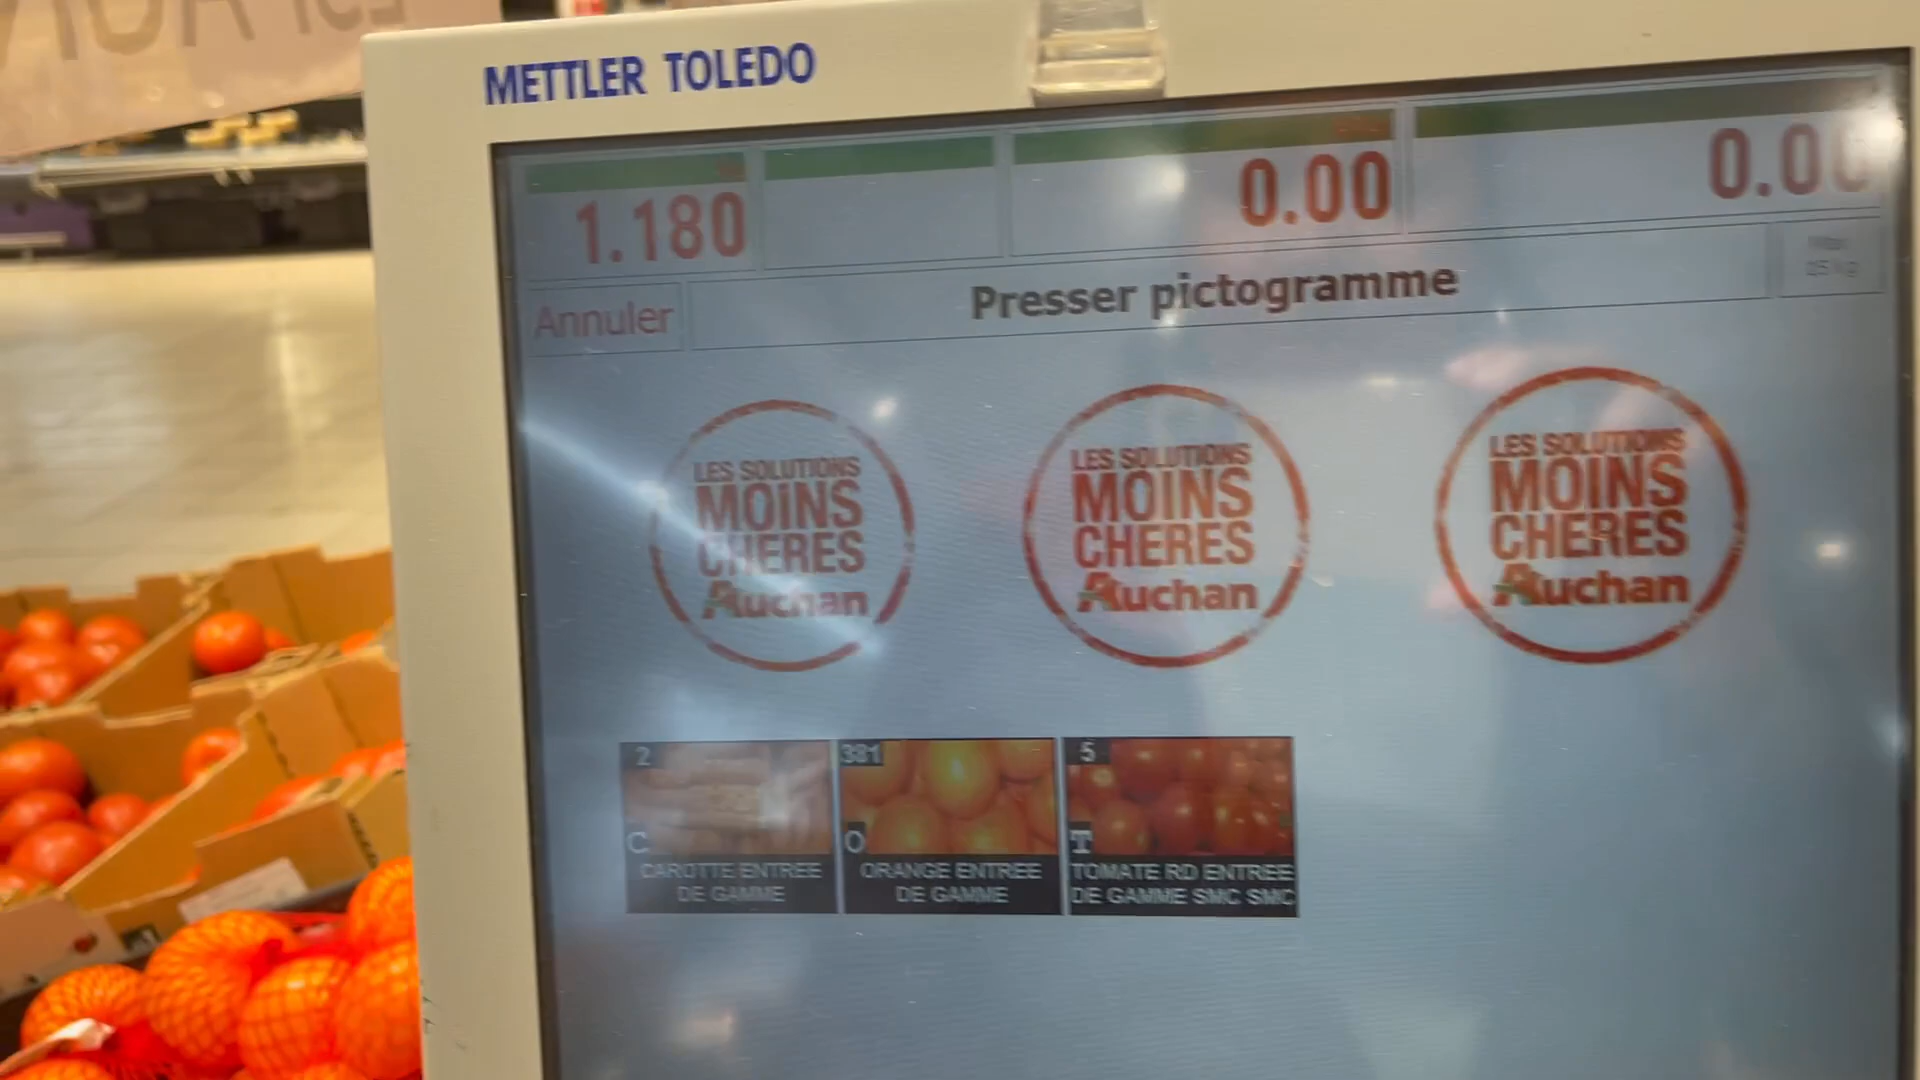 METTLER TOLEDO
1.180
0.00
0.00
Annuler
Presser pictogramme
LES SOLUTIONS
MOINS
CHERES
Auchan
LES SOLUTIONS
MOINS
CHERES
Auchan
LES SOLUTIONS
MOINS
CHERES
Auchan
2
C
CAROTTE ENTREE
DE GAMME
381
O
ORANGE ENTREE
DE GAMME
5
T
TOMATE RD ENTREE
DE GAMME SMC SMC